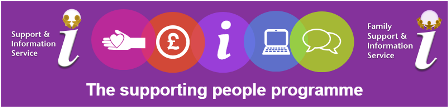 Support &
Information
Service
i
£
i
Family
Support &
Information
Service
i
The supporting people programme